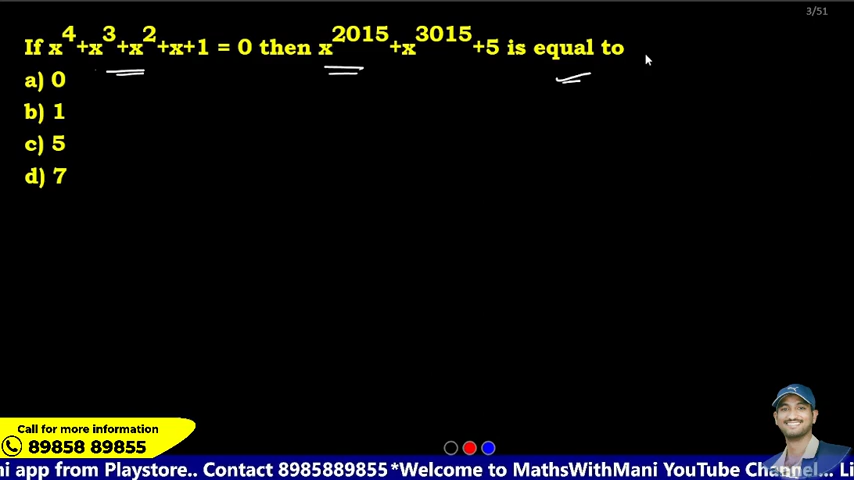 3/51
If x⁴+x³+x²+x+1 = 0 then x²⁰¹⁵+x³⁰¹⁵+5 is equal to
a) 0
b) 1
c) 5
d) 7
Call for more information
89858 89855
ni app from Playstore.. Contact 8985889855 *Welcome to MathsWithMani YouTube Channel... Li